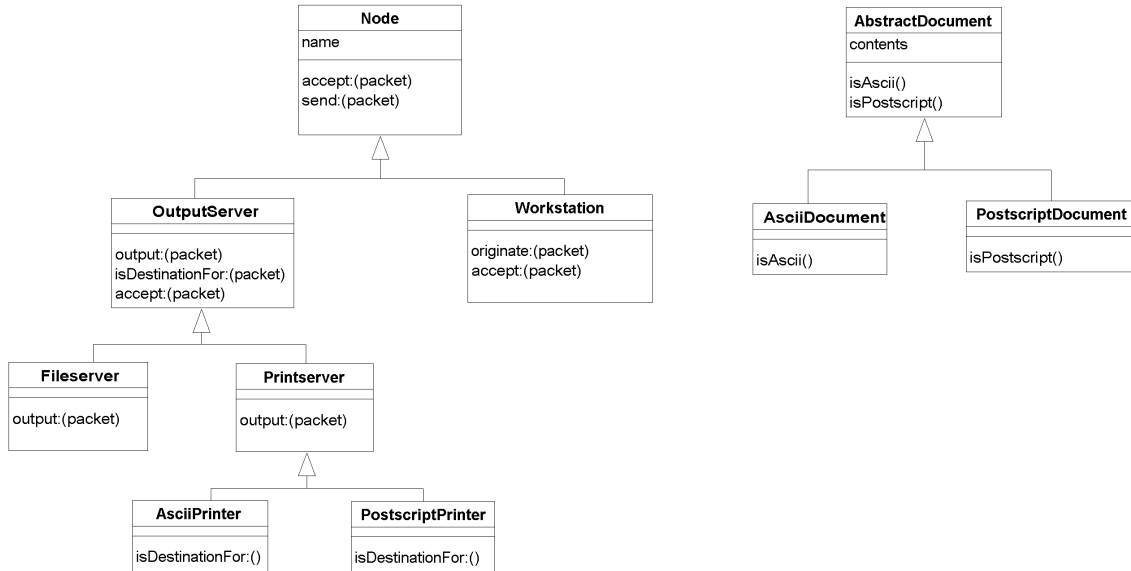 Node
name
accept:(packet)
send:(packet)
AbstractDocument
contents
isAscii()
isPostscript()
OutputServer
output:(packet)
isDestinationFor:(packet)
accept:(packet)
Workstation
originate:(packet)
accept:(packet)
AsciiDocument
isAscii()
PostscriptDocument
isPostscript()
Fileserver
output:(packet)
Printserver
output:(packet)
AsciiPrinter
isDestinationFor:()
PostscriptPrinter
isDestinationFor:()